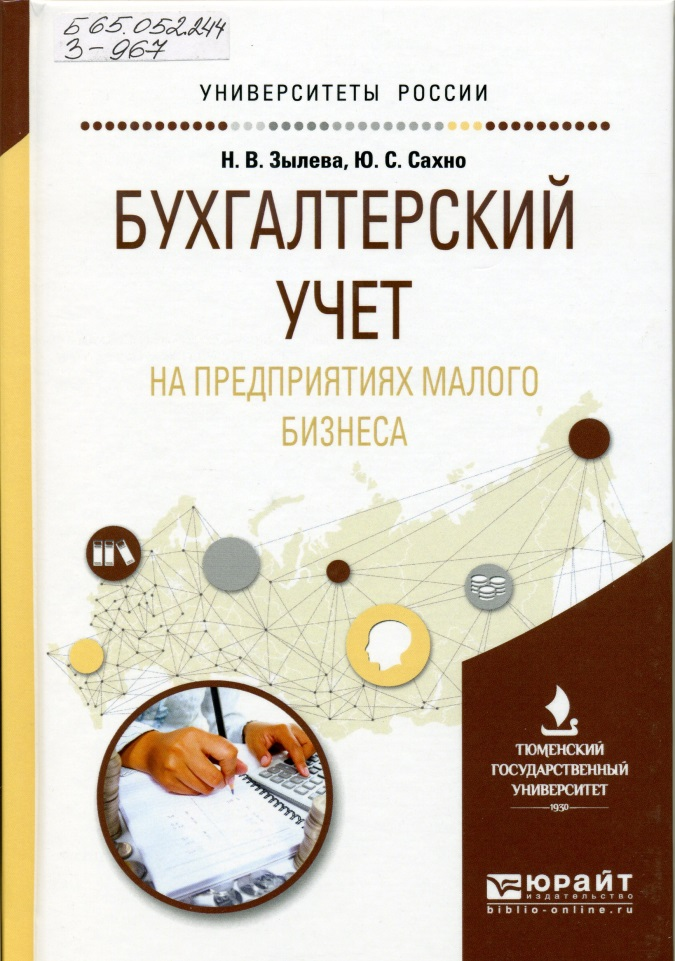 Б 65.052.244
З-967
УНИВЕРСИТЕТЫ РОССИИ
Н. В. Зылева, Ю. С. Сахно
БУХГАЛТЕРСКИЙ
УЧЕТ
НА ПРЕДПРИЯТИЯХ МАЛОГО
БИЗНЕСА
ТЮМЕНСКИЙ
ГОСУДАРСТВЕННЫЙ
УНИВЕРСИТЕТ
1930
ЮРАЙТ
издательство
biblio-online.ru